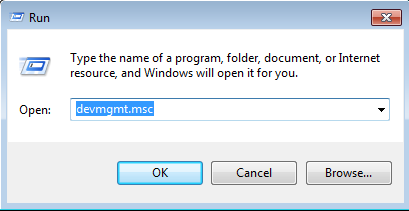 Run
Type the name of a program, folder, document, or Internet
resource, and Windows will open it for you.
Open: devmgmt.msc
OK Cancel Browse...